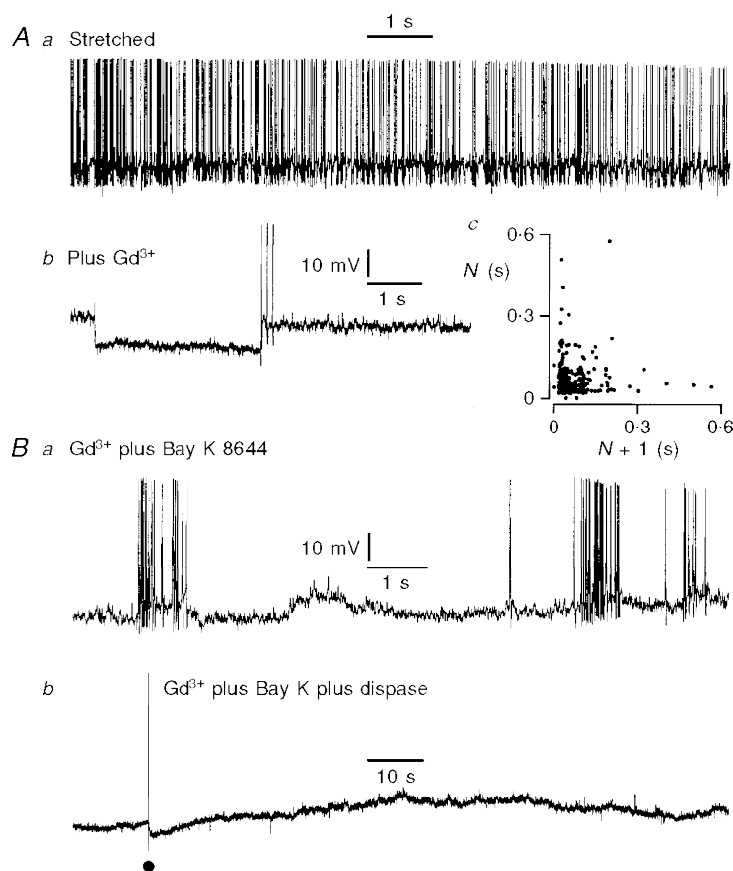 1 s
A a Stretched
c
0·6
b Plus Gd³⁺
10 mV
N (s)
1 s
0·3
0
0 0·3 0·6
N + 1 (s)
B a Gd³⁺ plus Bay K 8644
10 mV
1 s
b Gd³⁺ plus Bay K plus dispase
10 s